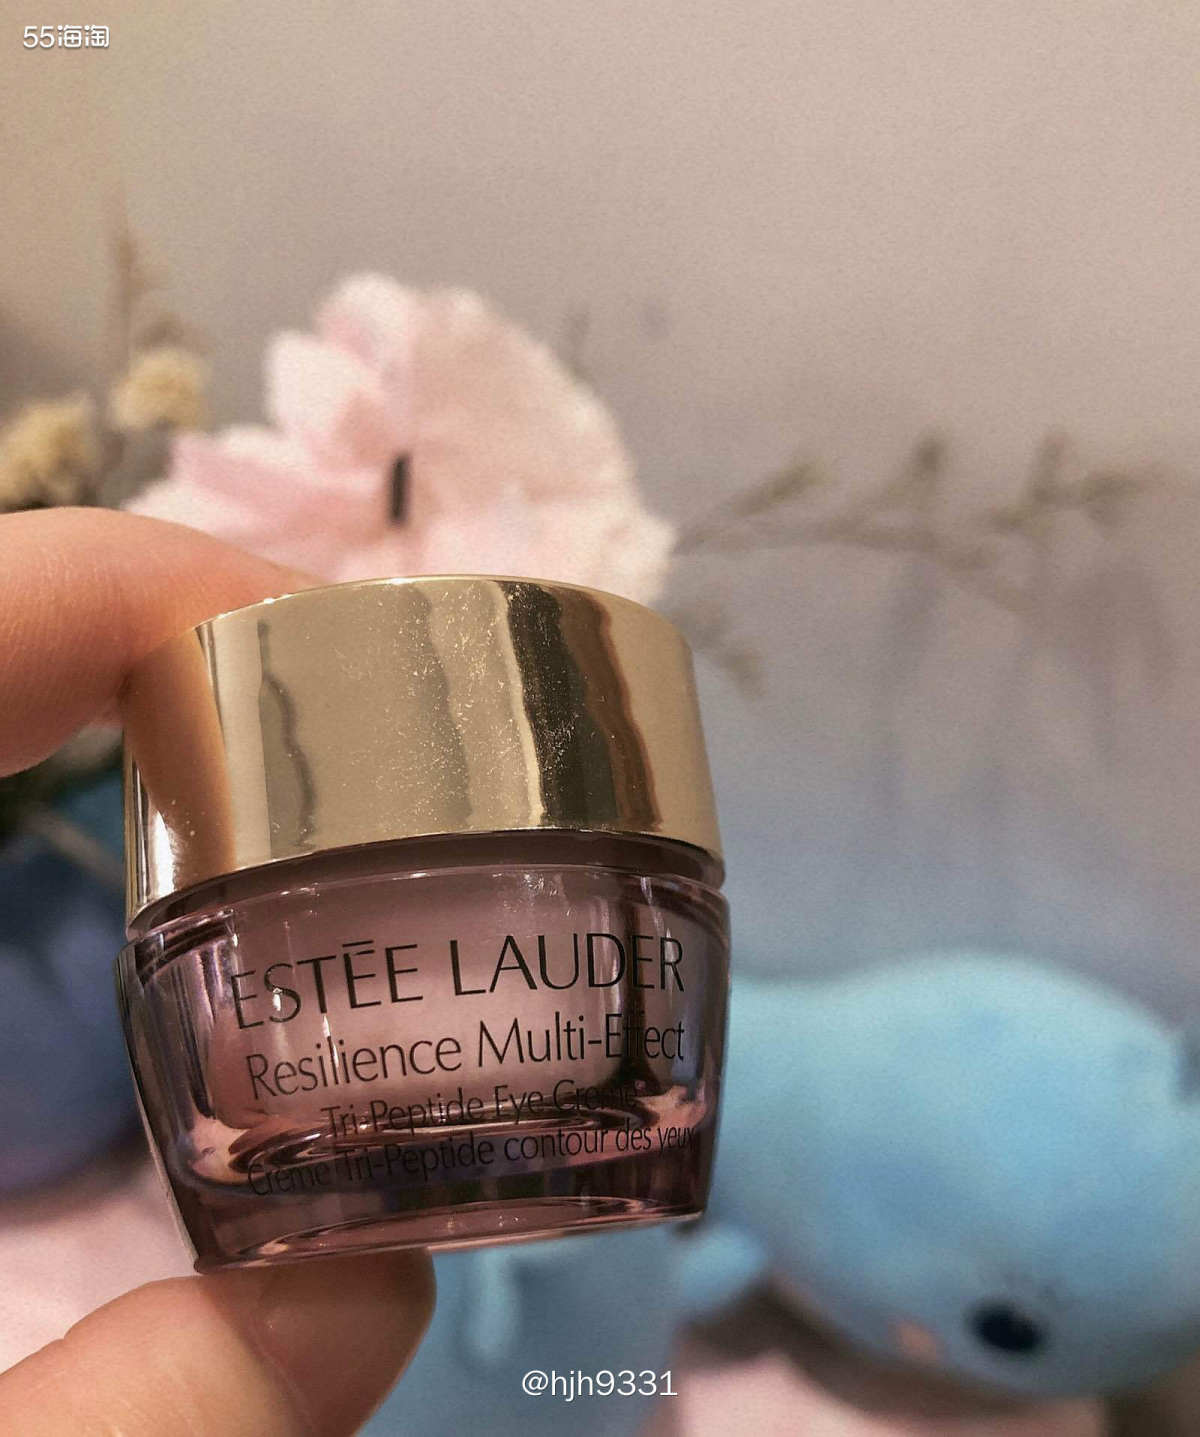 55海淘
ESTĒE LAUDER
Resilience Multi-Effect
Tri-Peptide Eye Creme
Crème Tri-Peptide contour des yeux
@hjh9331